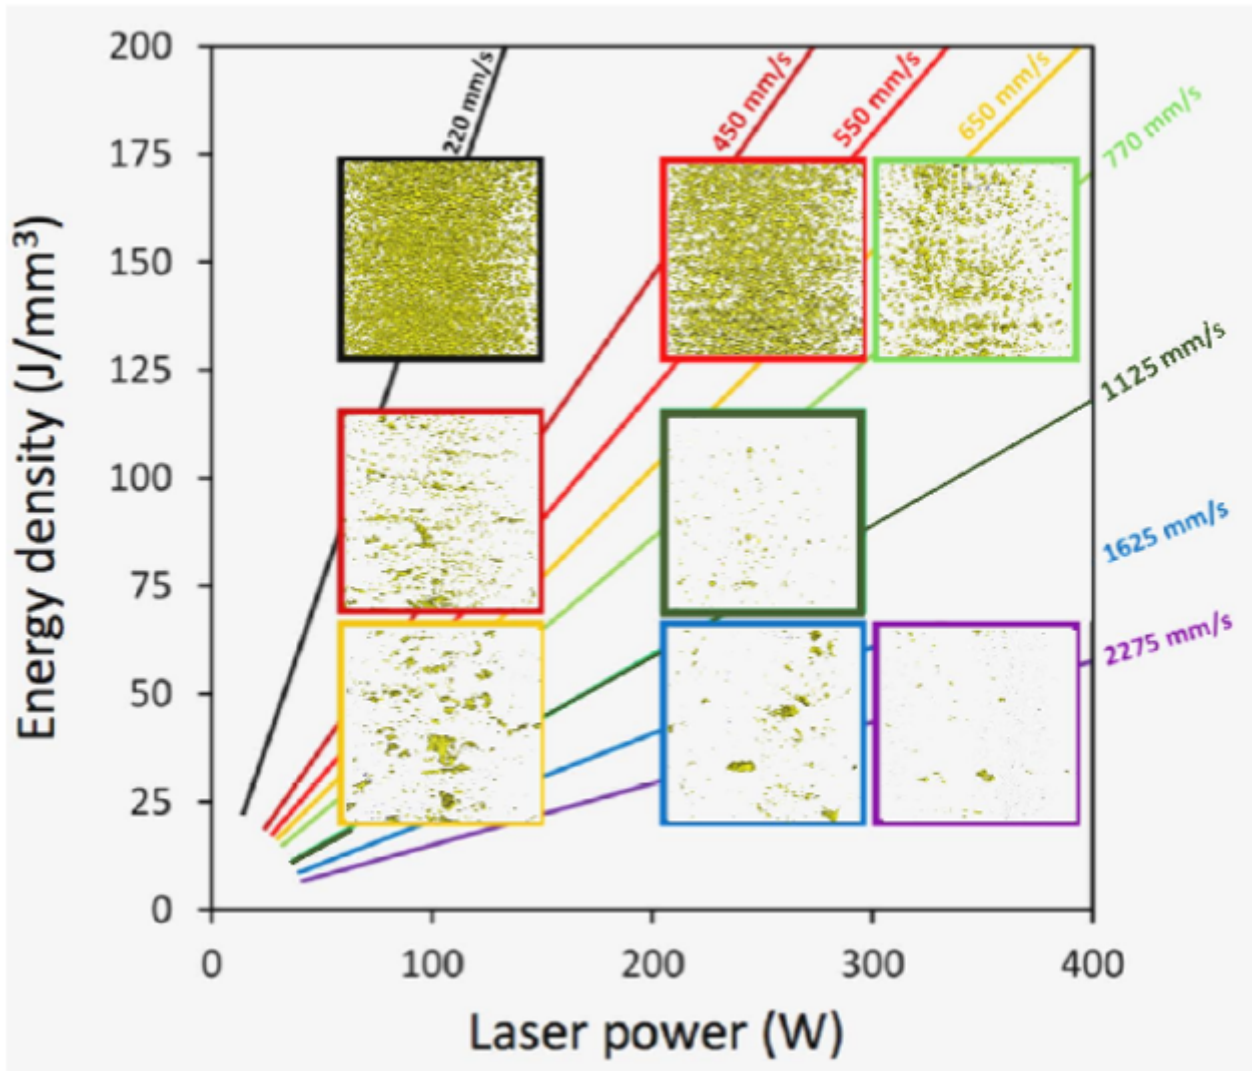 200
175
150
125
100
75
50
25
0
Energy density (J/mm³)
220 mm/s
450 mm/s
550 mm/s
650 mm/s
770 mm/s
1125 mm/s
1625 mm/s
2275 mm/s
0 100 200 300 400
Laser power (W)